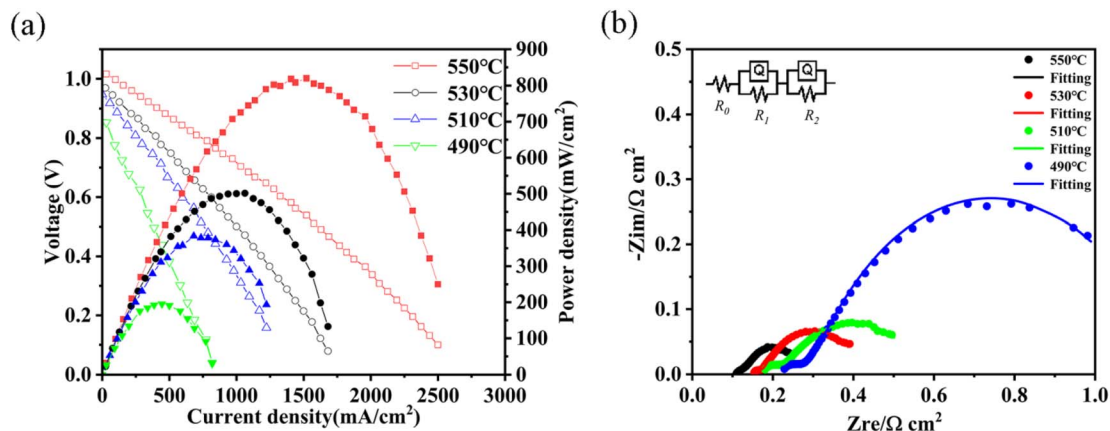 (a)
Voltage (V)
1.0
0.8
0.6
0.4
0.2
0.0
550°C
530°C
510°C
490°C
900
800
700
600
500
400
300
200
100
0
Power density(mW/cm²)
0 500 1000 1500 2000 2500 3000
Current density(mA/cm²)
(b)
-Zim/Ω cm²
0.5
0.4
0.3
0.2
0.1
0.0
Q Q
R₀ R₁ R₂
550°C
Fitting
530°C
Fitting
510°C
Fitting
490°C
Fitting
0.0 0.2 0.4 0.6 0.8 1.0
Zre/Ω cm²